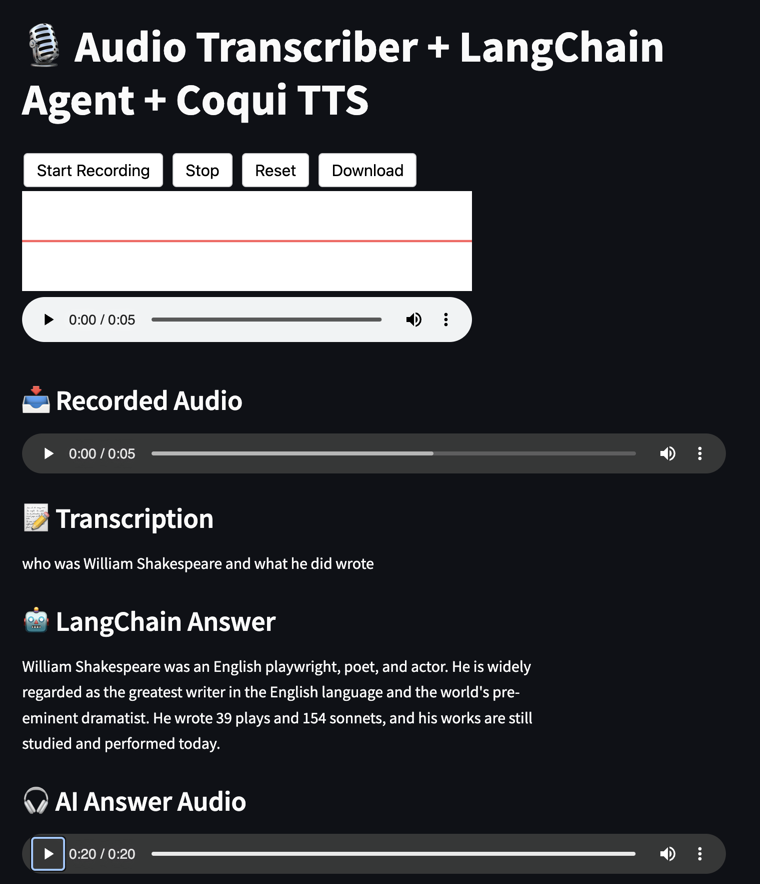 🎙️ Audio Transcriber + LangChain
Agent + Coqui TTS
Start Recording Stop Reset Download
0:00 / 0:05
📥 Recorded Audio
0:00 / 0:05
📝 Transcription
who was William Shakespeare and what he did wrote
🤖 LangChain Answer
William Shakespeare was an English playwright, poet, and actor. He is widely
regarded as the greatest writer in the English language and the world's pre-
eminent dramatist. He wrote 39 plays and 154 sonnets, and his works are still
studied and performed today.
🎧 AI Answer Audio
0:20 / 0:20